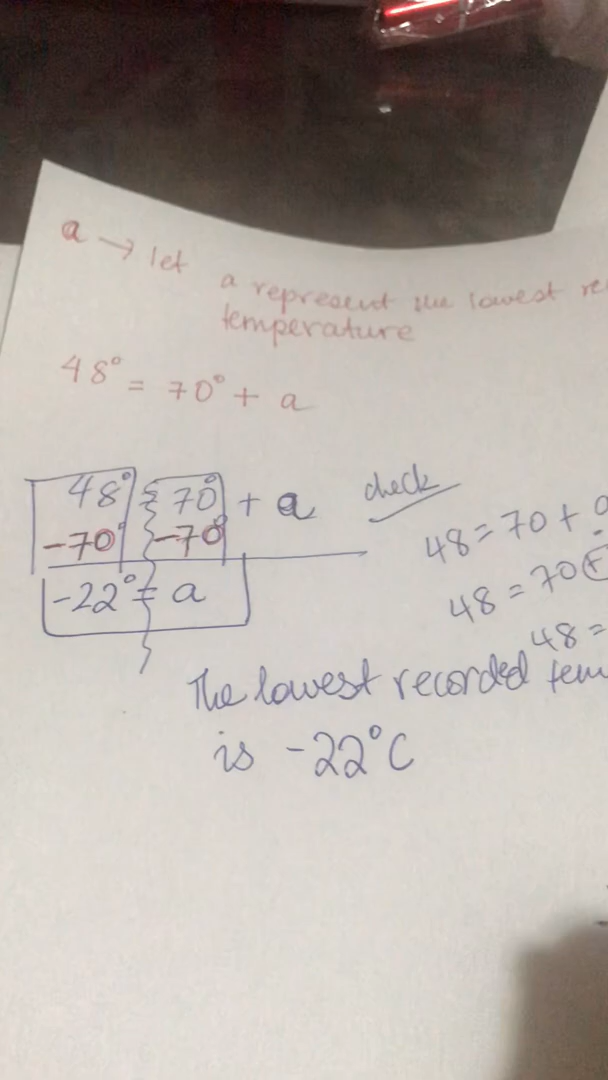 a → let
a represent the lowest
temperature
48° = 70° + a
48° = 70° + a
-70° -70°
-22° = a
check
48 = 70 + a
48 = 70
48 =
The lowest recorded
is -22°C